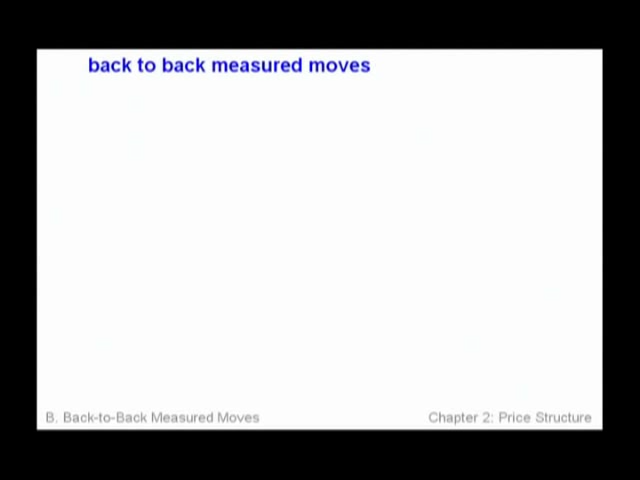 back to back measured moves
B. Back-to-Back Measured Moves
Chapter 2: Price Structure